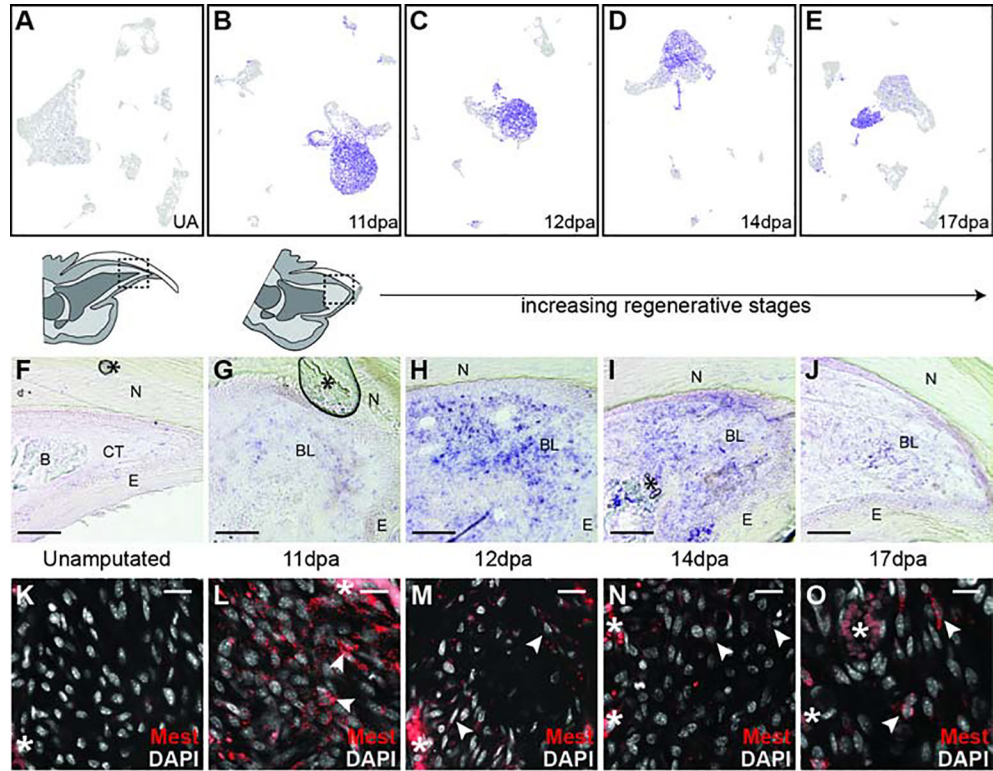 A
B
C
D
E
UA
11dpa
12dpa
14dpa
17dpa
increasing regenerative stages
F
G
H
I
J
*
N
*
N
N
N
N
B
CT
E
BL
E
BL
E
BL
*
E
BL
E
Unamputated
11dpa
12dpa
14dpa
17dpa
K
L
M
N
O
*
*
*
*
*
*
*
Mest
DAPI
Mest
DAPI
Mest
DAPI
Mest
DAPI
Mest
DAPI